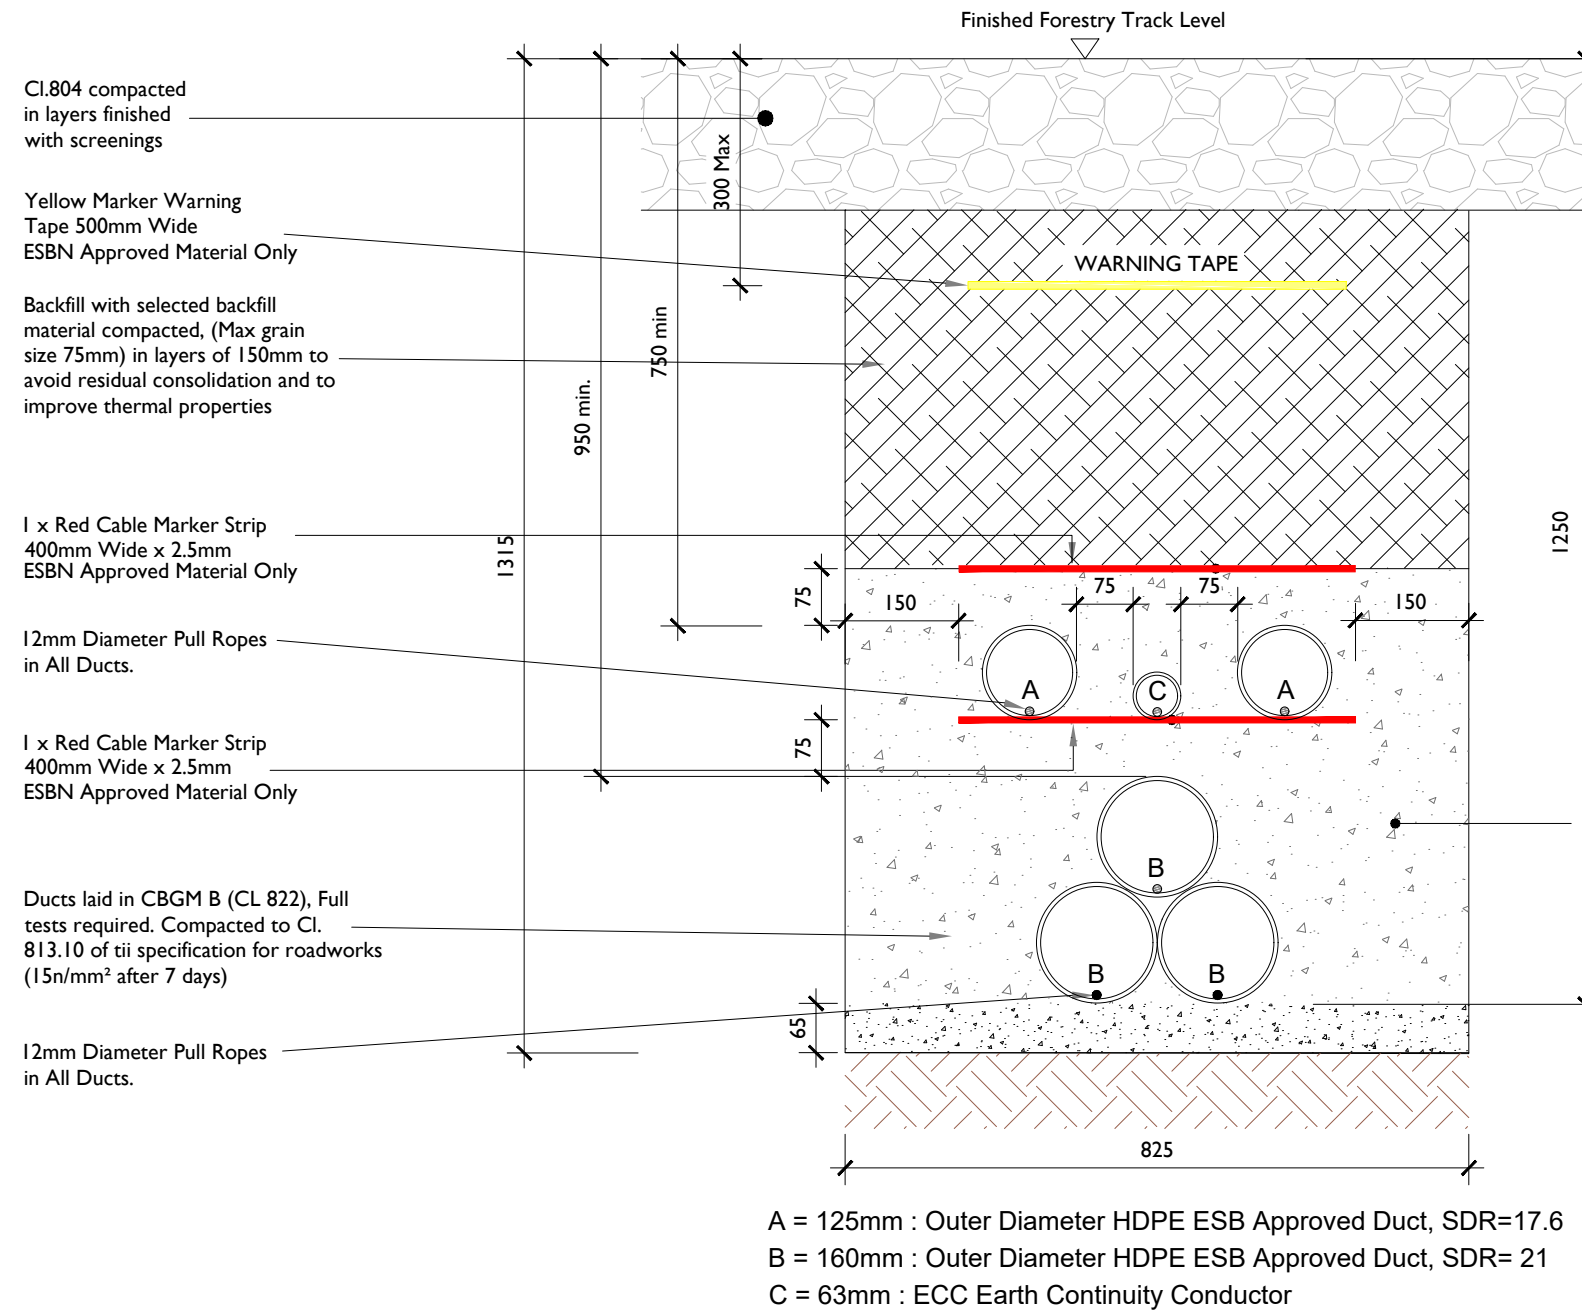 Finished Forestry Track Level
Cl.804 compacted
in layers finished
with screenings
300 Max
Yellow Marker Warning
Tape 500mm Wide
ESBN Approved Material Only
WARNING TAPE
Backfill with selected backfill
material compacted, (Max grain
size 75mm) in layers of 150mm to
avoid residual consolidation and to
improve thermal properties
750 min
950 min.
1315
1250
1 x Red Cable Marker Strip
400mm Wide x 2.5mm
ESBN Approved Material Only
75
150
75
75
150
12mm Diameter Pull Ropes
in All Ducts.
A
C
A
1 x Red Cable Marker Strip
400mm Wide x 2.5mm
ESBN Approved Material Only
75
B
Ducts laid in CBGM B (CL 822), Full
tests required. Compacted to Cl.
813.10 of tii specification for roadworks
(15n/mm² after 7 days)
B
B
65
12mm Diameter Pull Ropes
in All Ducts.
825
A = 125mm : Outer Diameter HDPE ESB Approved Duct, SDR=17.6
B = 160mm : Outer Diameter HDPE ESB Approved Duct, SDR= 21
C = 63mm : ECC Earth Continuity Conductor